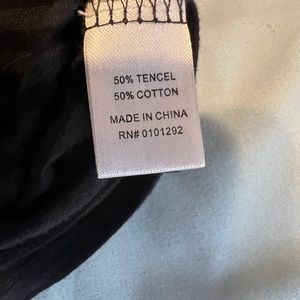 50% TENCEL
50% COTTON
MADE IN CHINA
RN# 0101292